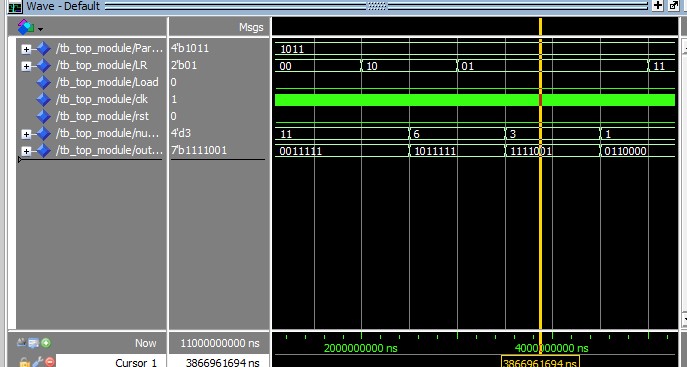 Wave - Default
Msgs
/tb_top_module/Par... 4'b1011 1011
/tb_top_module/LR 2'b01 00 10 01 11
/tb_top_module/Load 0
/tb_top_module/clk 1
/tb_top_module/rst 0
/tb_top_module/nu... 4'd3 11 6 3 1
/tb_top_module/out... 7'b1111001 0011111 1011111 1111001 0110000
Now 11000000000 ns 2000000000 ns 4000000000 ns
Cursor 1 3866961694 ns 3866961694 ns